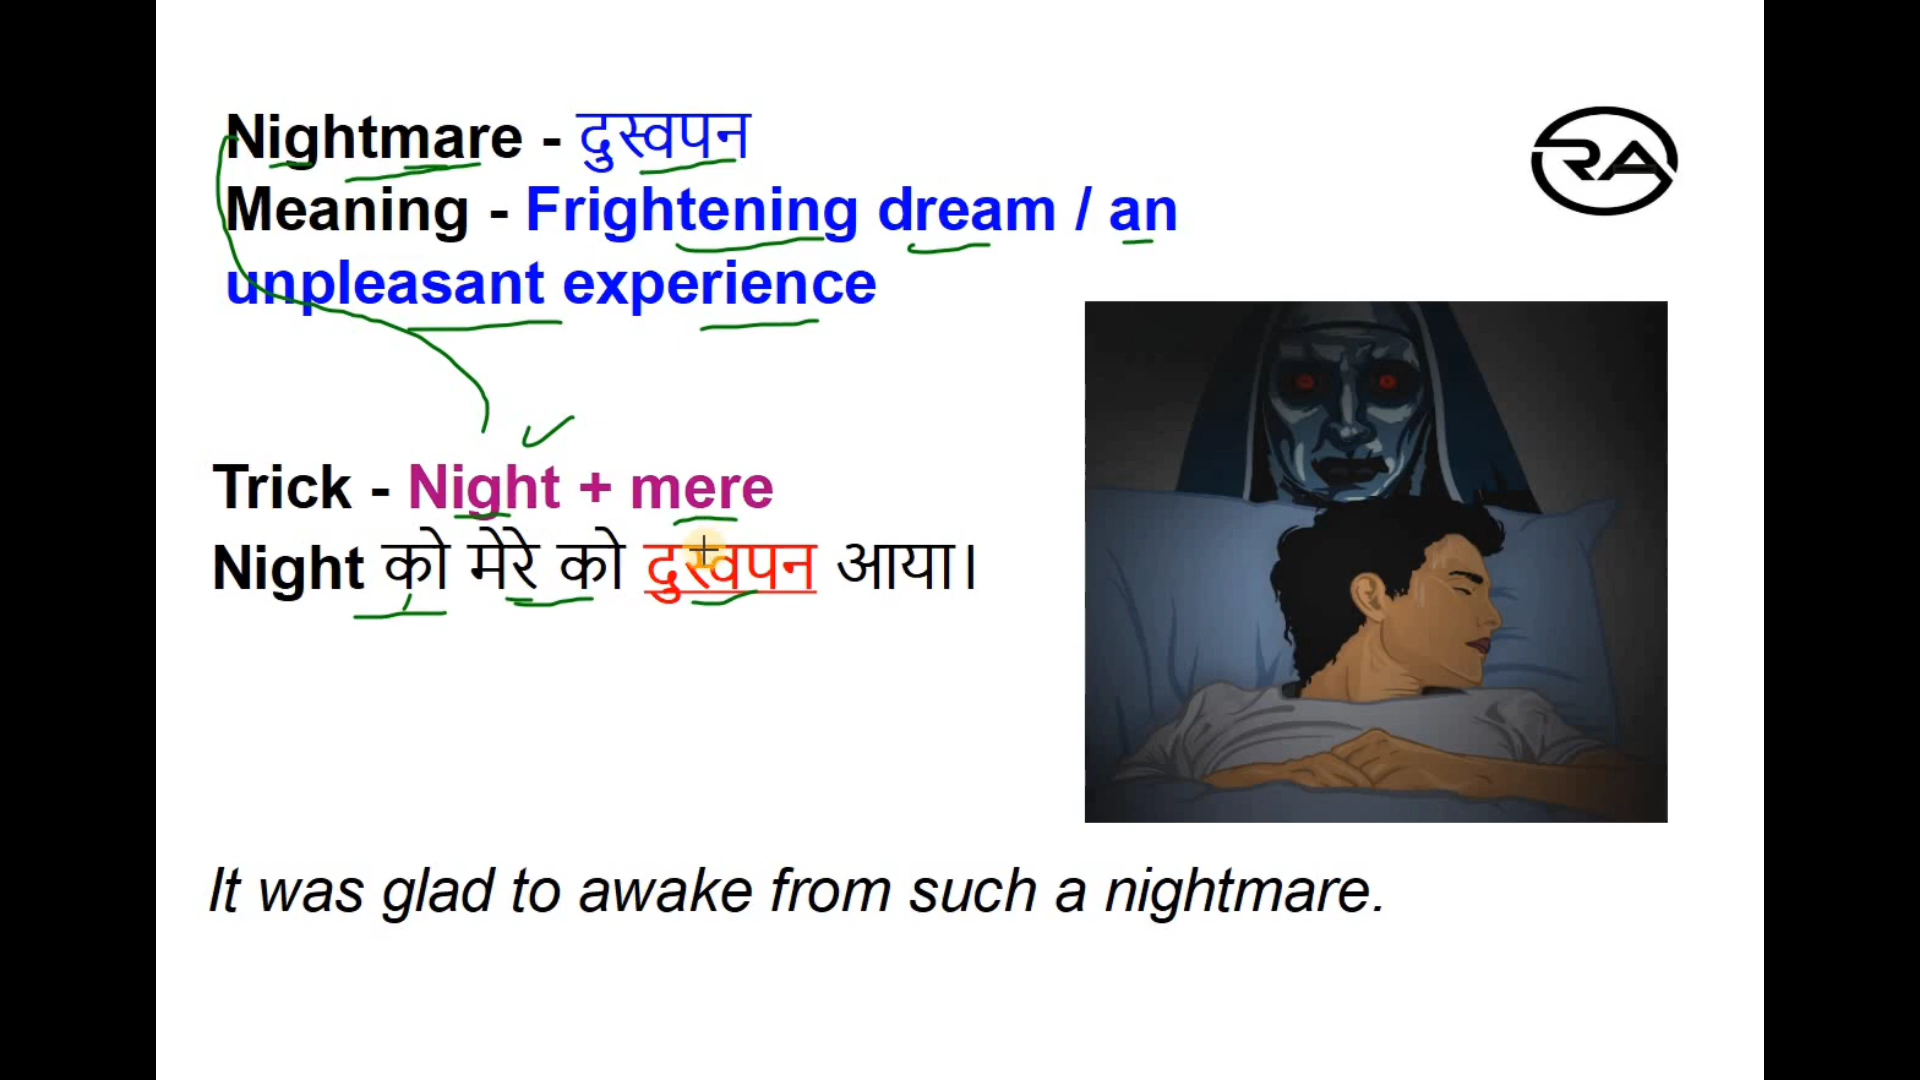 Nightmare - दुस्वपन
Meaning - Frightening dream / an
unpleasant experience
RA
Trick - Night + mere
Night को मेरे को दुस्वपन आया।
It was glad to awake from such a nightmare.